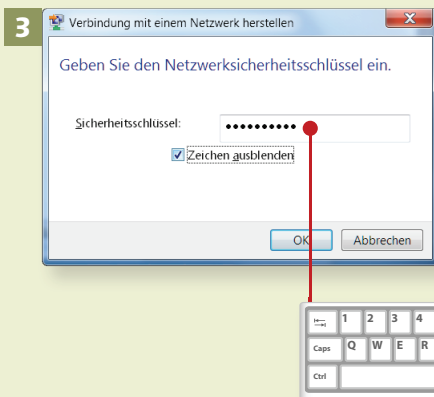 3
Verbindung mit einem Netzwerk herstellen
X
Geben Sie den Netzwerksicherheitsschlüssel ein.
Sicherheitsschlüssel: ••••••••••
Zeichen ausblenden
OK Abbrechen
1 2 3 4
Caps Q W E R
Ctrl